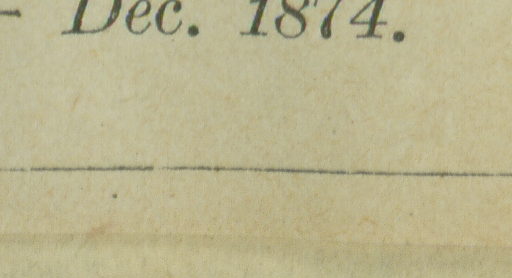 – Dec. 1874.